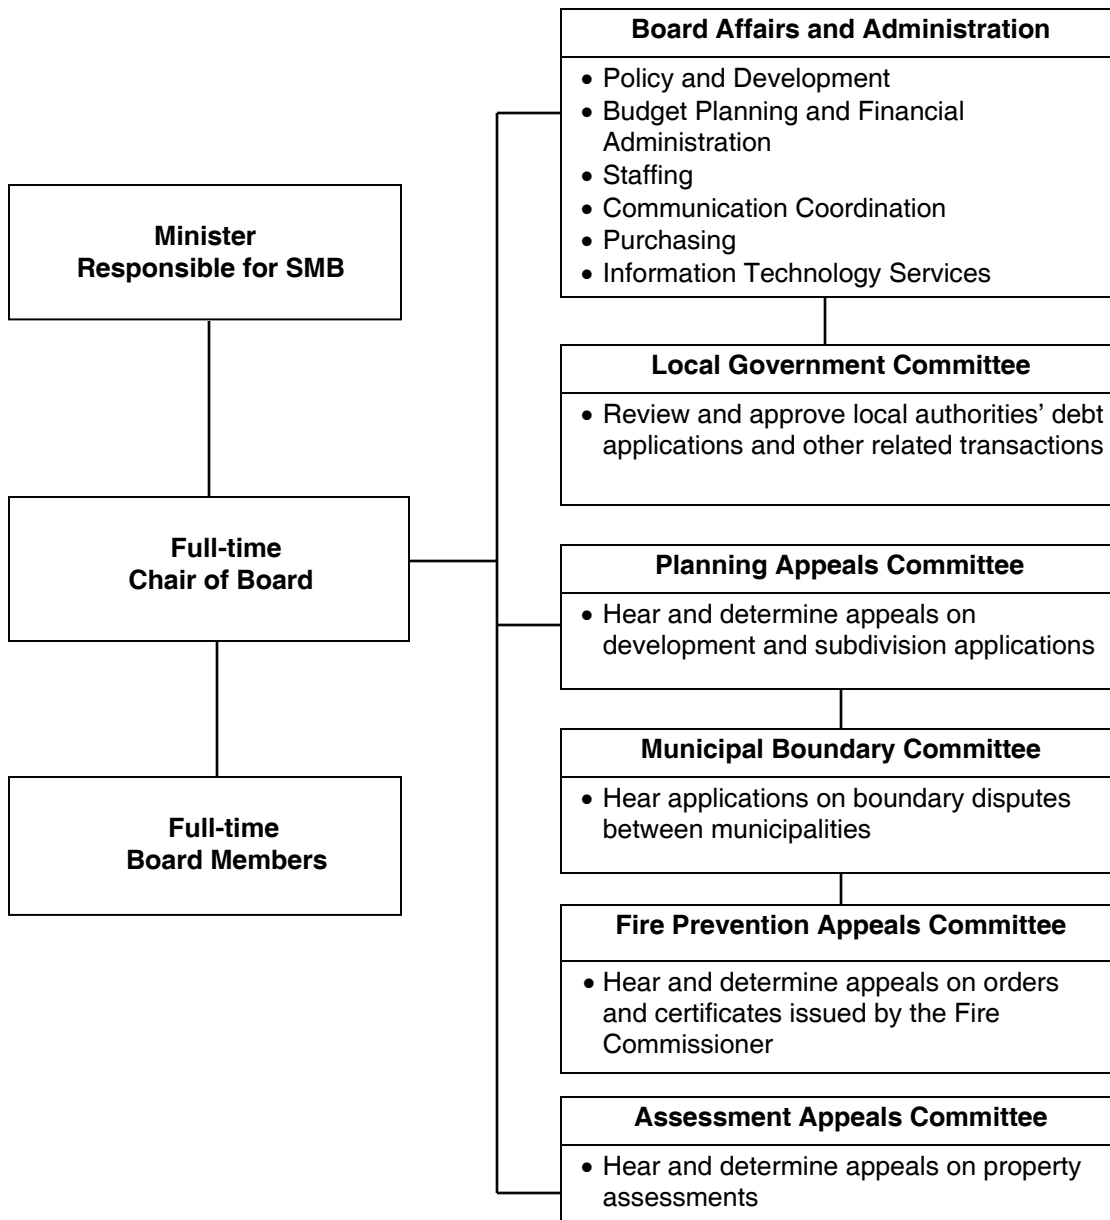 Minister
Responsible for SMB
Full-time
Chair of Board
Full-time
Board Members
Board Affairs and Administration
• Policy and Development
• Budget Planning and Financial
Administration
• Staffing
• Communication Coordination
• Purchasing
• Information Technology Services
Local Government Committee
• Review and approve local authorities’ debt
applications and other related transactions
Planning Appeals Committee
• Hear and determine appeals on
development and subdivision applications
Municipal Boundary Committee
• Hear applications on boundary disputes
between municipalities
Fire Prevention Appeals Committee
• Hear and determine appeals on orders
and certificates issued by the Fire
Commissioner
Assessment Appeals Committee
• Hear and determine appeals on property
assessments